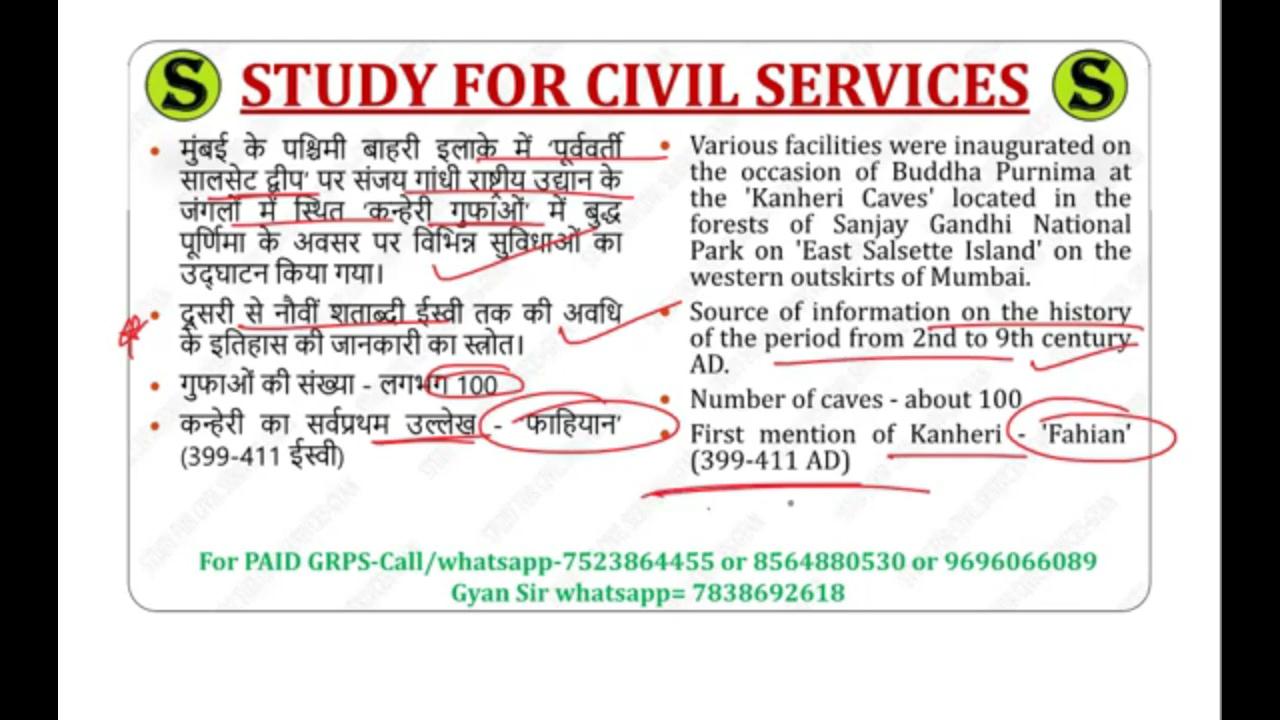 S STUDY FOR CIVIL SERVICES S
मुंबई के पश्चिमी बाहरी इलाके में 'पूर्ववर्ती
सालसेट द्वीप' पर संजय गांधी राष्ट्रीय उद्यान के
जंगलों में स्थित 'कन्हेरी गुफाओं' में बुद्ध
पूर्णिमा के अवसर पर विभिन्न सुविधाओं का
उद्घाटन किया गया।
दूसरी से नौवीं शताब्दी ईस्वी तक की अवधि
के इतिहास की जानकारी का स्त्रोत।
गुफाओं की संख्या - लगभग 100
कन्हेरी का सर्वप्रथम उल्लेख - फाहियान'
(399-411 ईस्वी)
Various facilities were inaugurated on
the occasion of Buddha Purnima at
the 'Kanheri Caves' located in the
forests of Sanjay Gandhi National
Park on 'East Salsette Island' on the
western outskirts of Mumbai.
Source of information on the history
of the period from 2nd to 9th century
AD.
Number of caves - about 100
First mention of Kanheri - 'Fahian'
(399-411 AD)
For PAID GRPS-Call/whatsapp-7523864455 or 8564880530 or 9696066089
Gyan Sir whatsapp= 7838692618